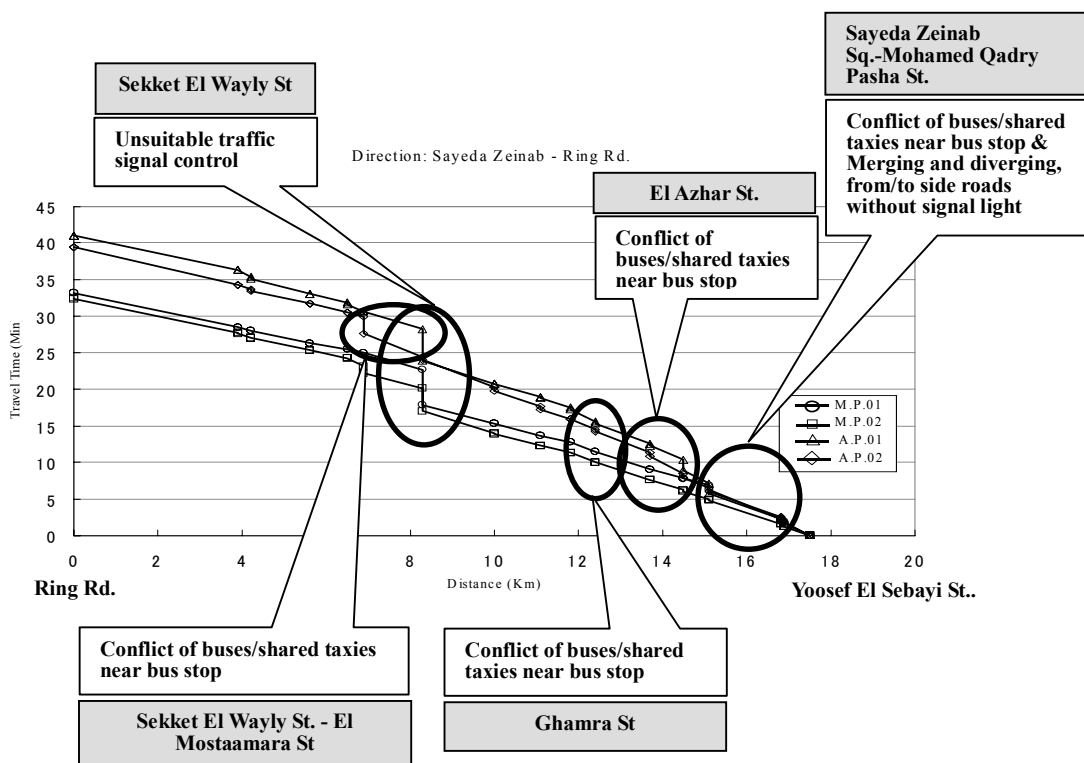 Sayeda Zeinab
Sq.-Mohamed Qadry
Pasha St.
Sekket El Wayly St
Unsuitable traffic
signal control
Conflict of buses/shared
taxies near bus stop &
Merging and diverging,
from/to side roads
without signal light
Direction: Sayeda Zeinab - Ring Rd.
El Azhar St.
Conflict of
buses/shared taxies
near bus stop
Travel Time (Min
45
40
35
30
25
20
15
10
5
0
M.P.01
M.P.02
A.P.01
A.P.02
0 2 4 6 8 10 12 14 16 18 20
Distance (Km)
Ring Rd.
Yoosef El Sebayi St..
Conflict of buses/shared taxies
near bus stop
Sekket El Wayly St. - El
Mostaamara St
Conflict of buses/shared
taxies near bus stop
Ghamra St